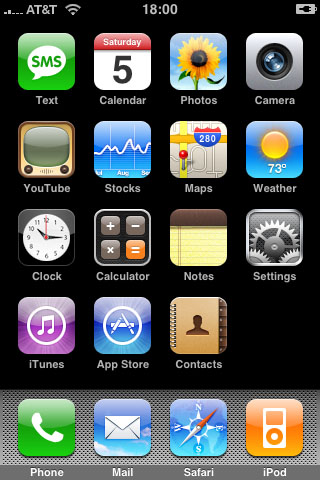 AT&T 18:00
SMS Saturday 5 280 73°
Text Calendar Photos Camera
YouTube Stocks Maps Weather
Clock Calculator Notes Settings
iTunes App Store Contacts
Phone Mail Safari iPod